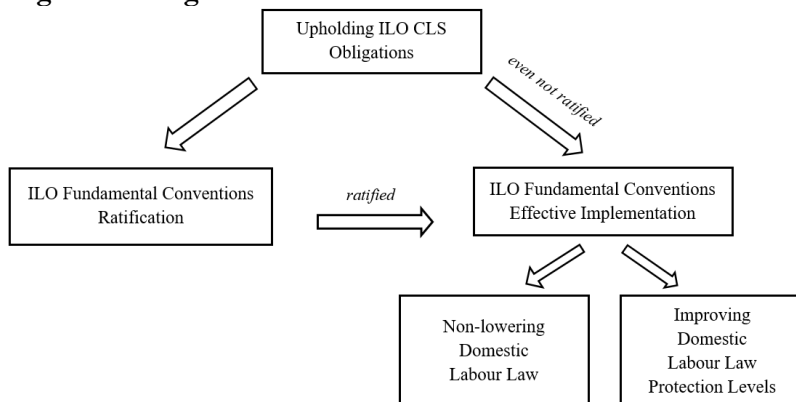 Upholding ILO CLS
Obligations
even not ratified
ILO Fundamental Conventions
Ratification
ratified
ILO Fundamental Conventions
Effective Implementation
Non-lowering
Domestic
Labour Law
Improving
Domestic
Labour Law
Protection Levels